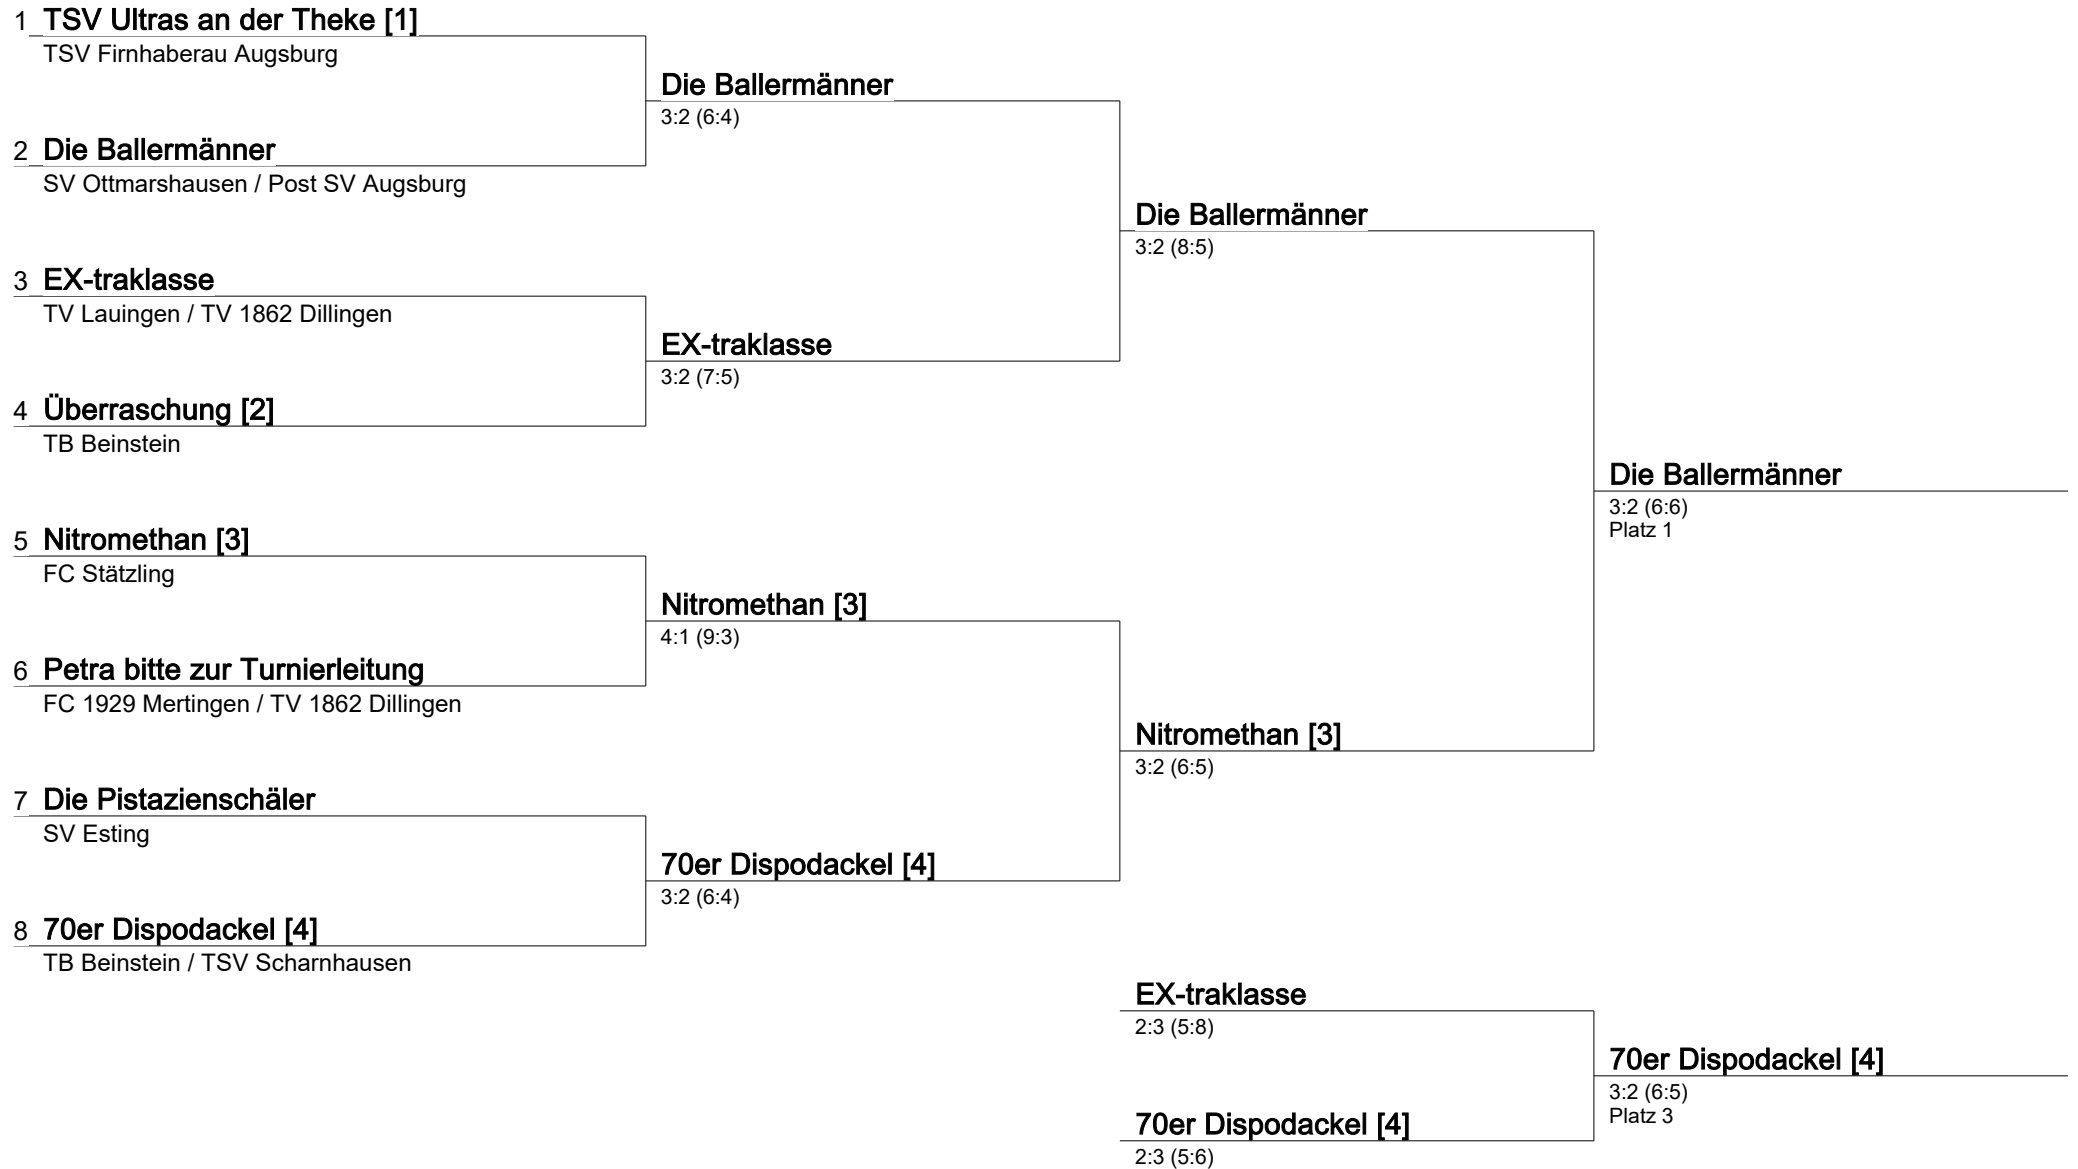 1 TSV Ultras an der Theke [1]
TSV Firnhaberau Augsburg
Die Ballermänner
3:2 (6:4)
2 Die Ballermänner
SV Ottmarshausen / Post SV Augsburg
Die Ballermänner
3:2 (8:5)
3 EX-traklasse
TV Lauingen / TV 1862 Dillingen
EX-traklasse
3:2 (7:5)
4 Überraschung [2]
TB Beinstein
Die Ballermänner
3:2 (6:6)
Platz 1
5 Nitromethan [3]
FC Stätzling
Nitromethan [3]
4:1 (9:3)
6 Petra bitte zur Turnierleitung
FC 1929 Mertingen / TV 1862 Dillingen
Nitromethan [3]
3:2 (6:5)
7 Die Pistazienschäler
SV Esting
70er Dispodackel [4]
3:2 (6:4)
8 70er Dispodackel [4]
TB Beinstein / TSV Scharnhausen
EX-traklasse
2:3 (5:8)
70er Dispodackel [4]
3:2 (6:5)
Platz 3
70er Dispodackel [4]
2:3 (5:6)